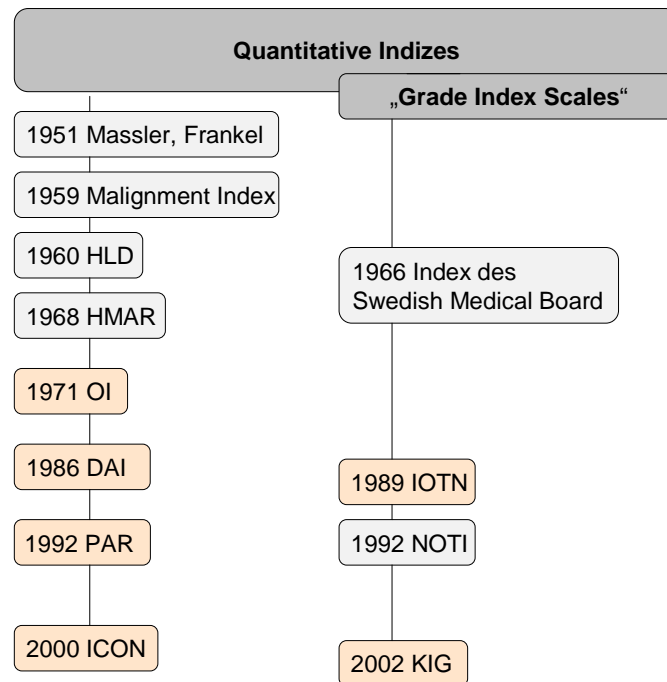 Quantitative Indizes
„Grade Index Scales“
1951 Massler, Frankel
1959 Malignment Index
1960 HLD
1968 HMAR
1971 OI
1986 DAI
1992 PAR
2000 ICON
1966 Index des
Swedish Medical Board
1989 IOTN
1992 NOTI
2002 KIG